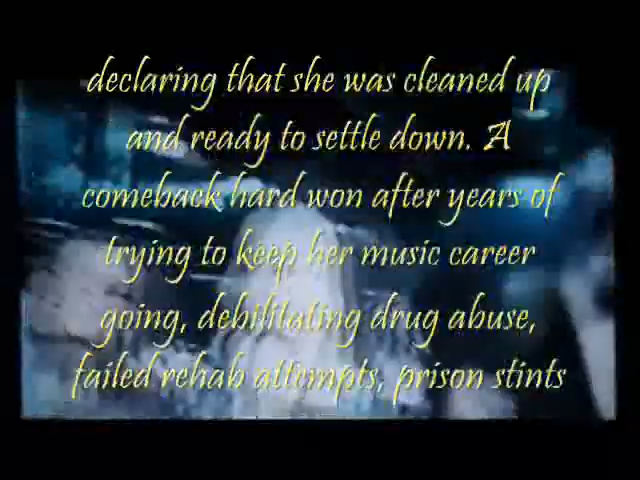 declaring that she was cleaned up
and ready to settle down. A
comeback hard won after years of
trying to keep her music career
going, debilitating drug abuse,
failed rehab attempts, prison stints